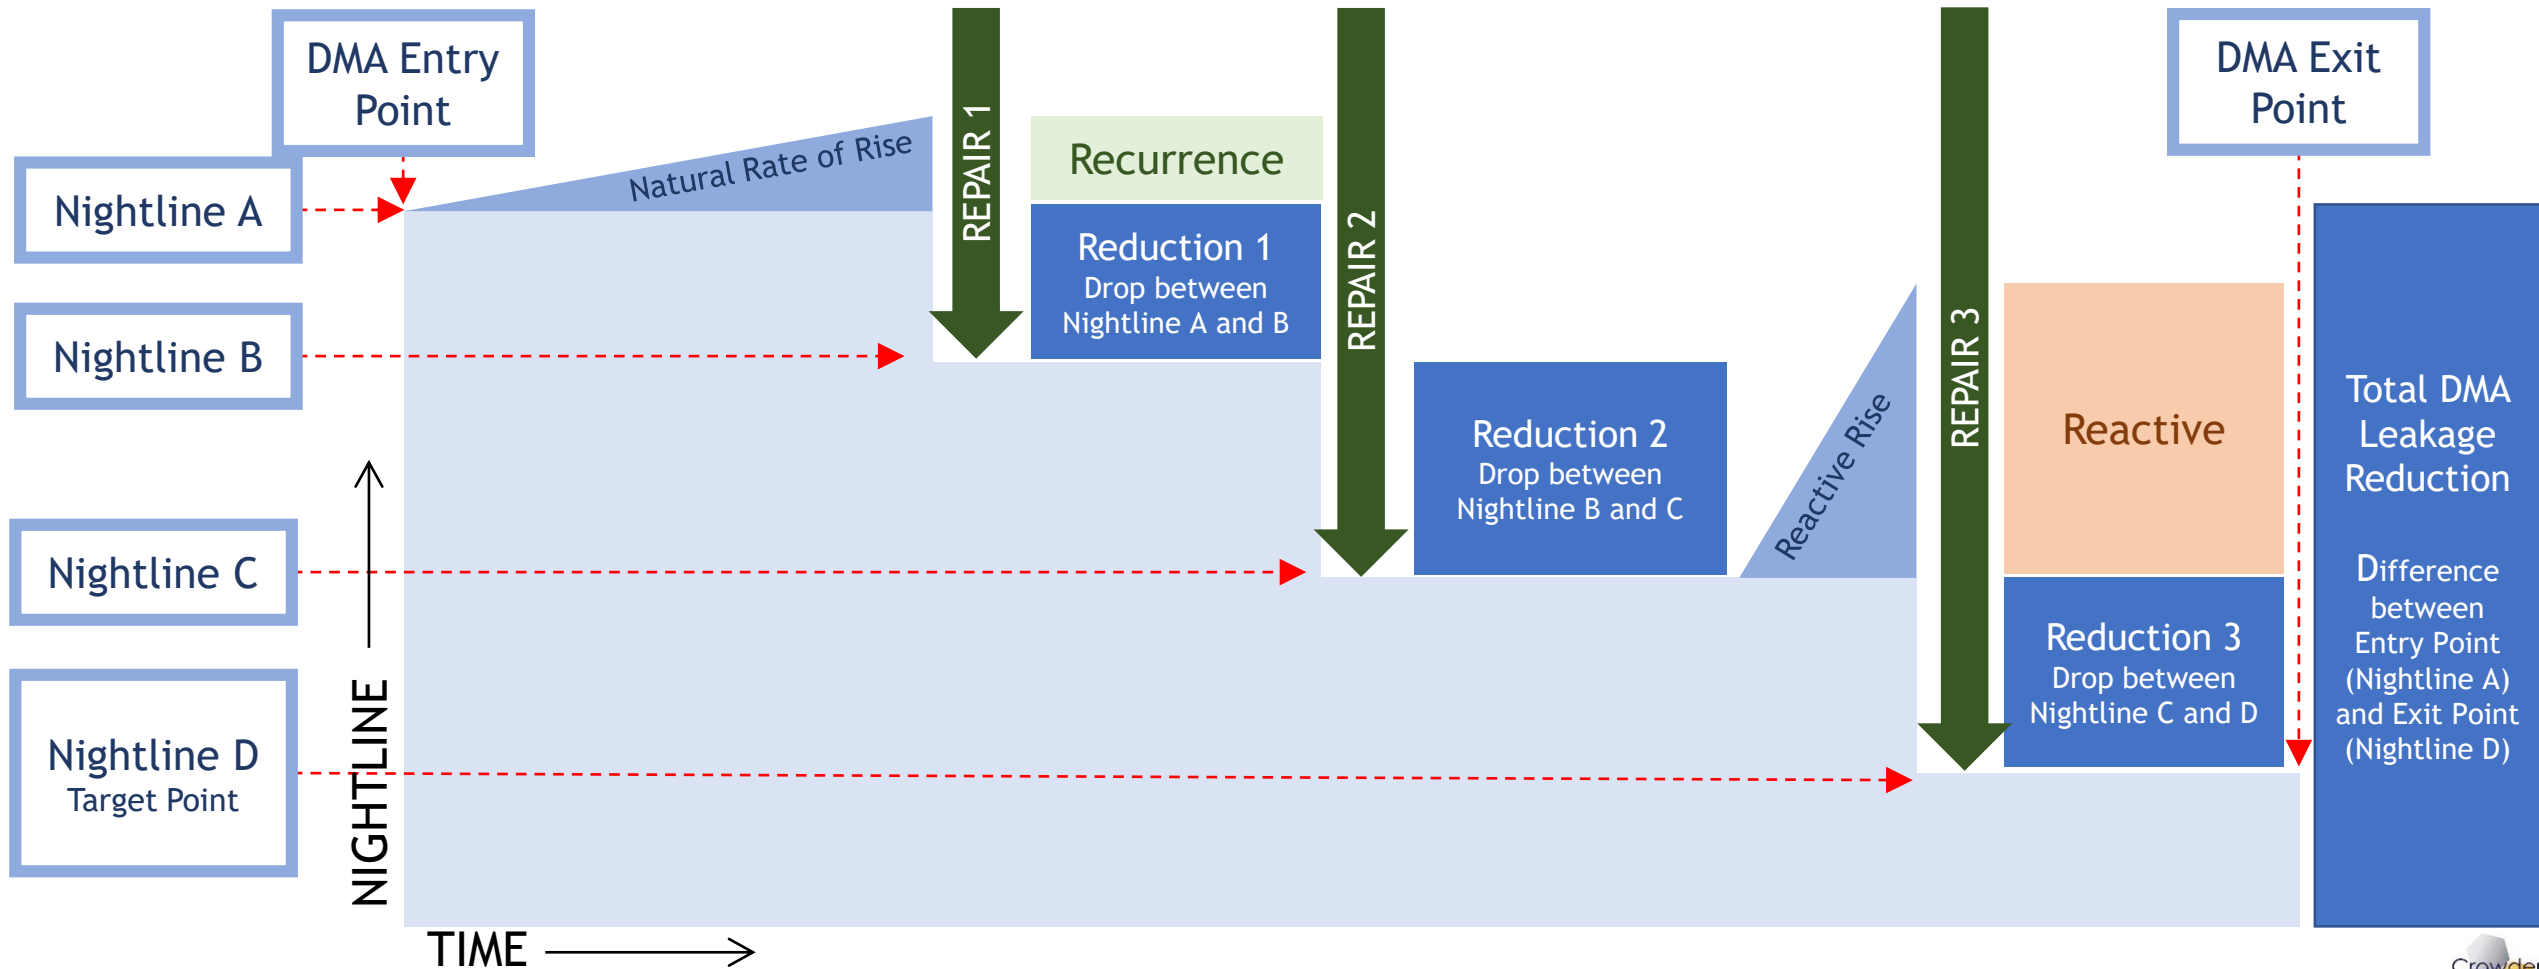 DMA Entry
Point
DMA Exit
Point
Nightline A
Nightline B
Nightline C
Nightline D
Target Point
NIGHTLINE
TIME
Natural Rate of Rise
REPAIR 1
Recurrence
Reduction 1
Drop between
Nightline A and B
REPAIR 2
Reduction 2
Drop between
Nightline B and C
Reactive Rise
REPAIR 3
Reactive
Reduction 3
Drop between
Nightline C and D
Total DMA
Leakage
Reduction
Difference
between
Entry Point
(Nightline A)
and Exit Point
(Nightline D)